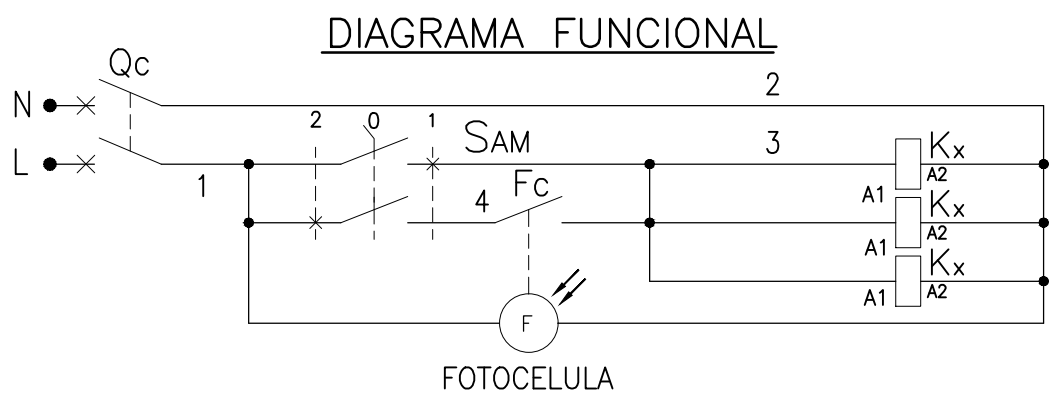 DIAGRAMA FUNCIONAL
Qc
N
2
2 0 1
SAM
L
3
Kx
A1
A2
1
4
Fc
Kx
A1
A2
Kx
A1
A2
F
FOTOCELULA